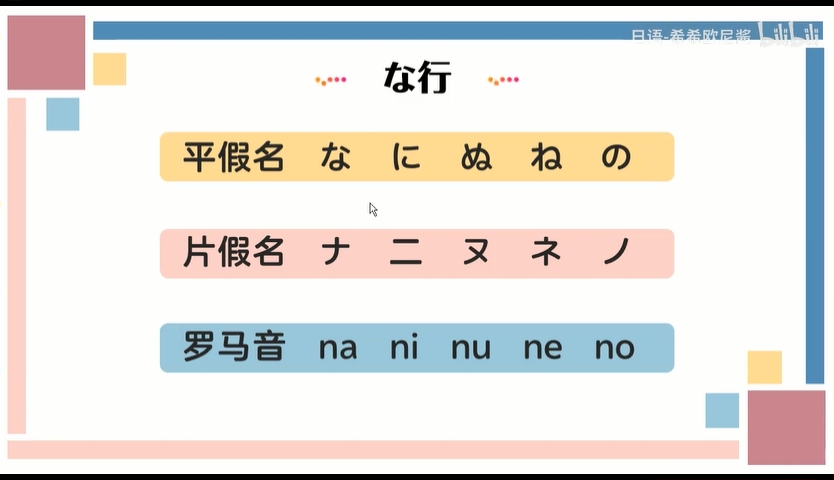 日语-希希欧尼酱 bilibili
な行
平假名 な に ぬ ね の
片假名 ナ ニ ヌ ネ ノ
罗马音 na ni nu ne no